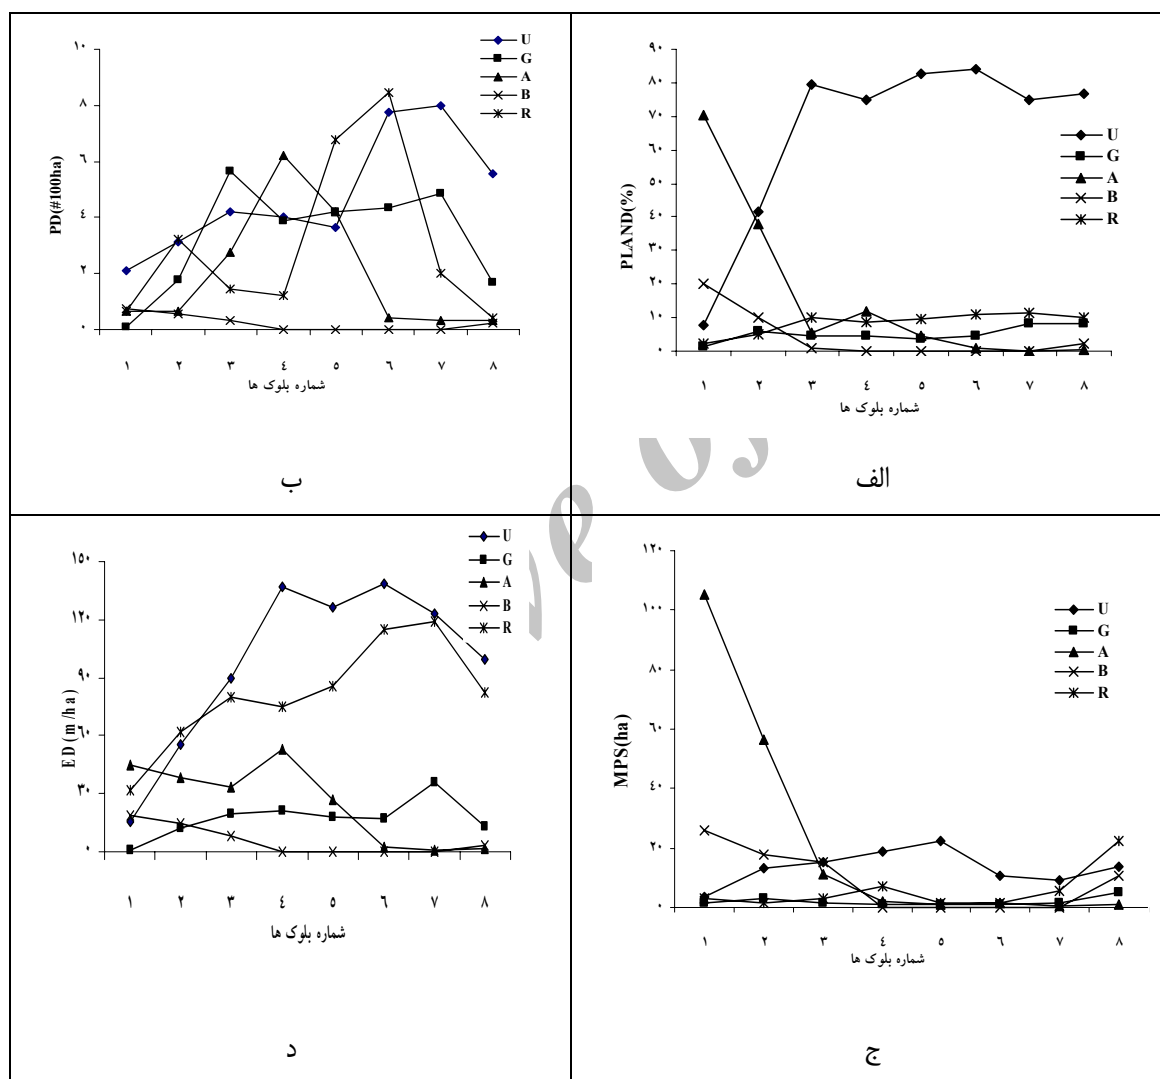 PLAND(%)
٩٠
٨٠
٧٠
٦٠
٥٠
٤٠
٣٠
٢٠
١٠
٠
١ ٢ ٣ ٤ ٥ ٦ ٧ ٨
شماره بلوک ها
U
G
A
B
R
الف
PD(#100ha)
١٠
٨
٦
٤
٢
٠
١ ٢ ٣ ٤ ٥ ٦ ٧ ٨
شماره بلوک ها
U
G
A
B
R
ب
MPS(ha)
١٢٠
١٠٠
٨٠
٦٠
٤٠
٢٠
٠
١ ٢ ٣ ٤ ٥ ٦ ٧ ٨
شماره بلوک ها
U
G
A
B
R
ج
ED(m/ha)
١٥٠
١٢٠
٩٠
٦٠
٣٠
٠
١ ٢ ٣ ٤ ٥ ٦ ٧ ٨
شماره بلوک ها
U
G
A
B
R
د